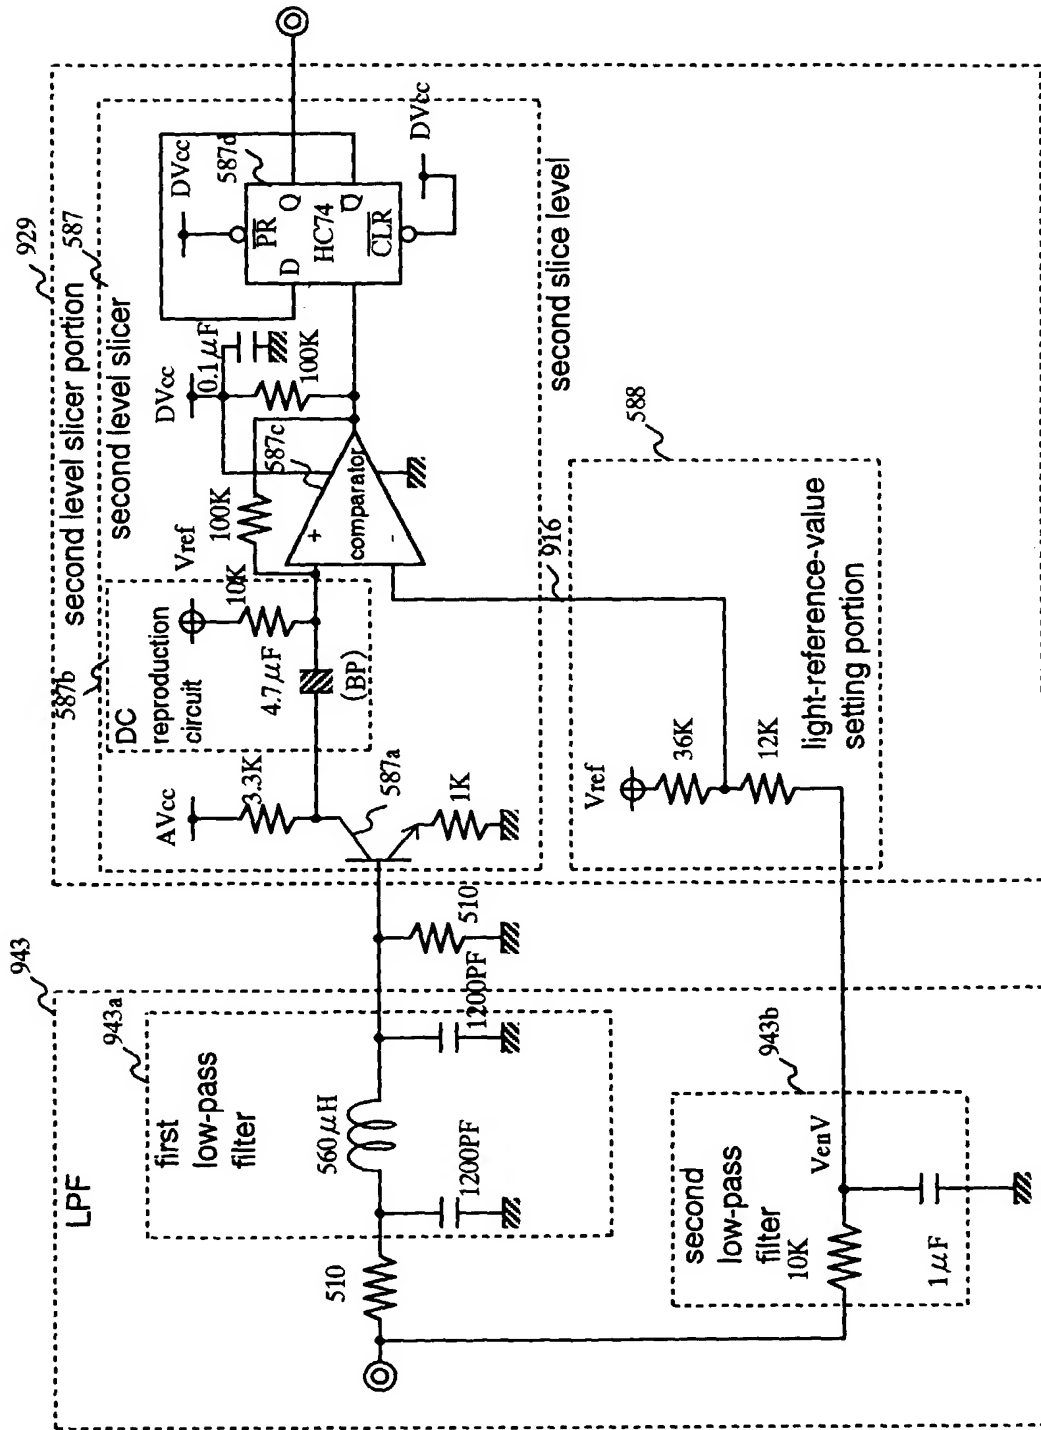 929
second level slicer portion
587
second level slicer
587b
DC
reproduction
circuit
Vref
10K
4.7μF
(BP)
AVcc
3.3K
587a
1K
100K
587c
comparator
+
-
DVcc
0.1μF
100K
DVcc
587d
PR
D
Q
HC74
Q
CLR
DVcc
second slice level
916
588
Vref
36K
12K
light-reference-value
setting portion
943
LPF
943a
first
low-pass
filter
560μH
1200PF
1200PF
510
510
943b
second
low-pass
filter
10K
VenV
1μF